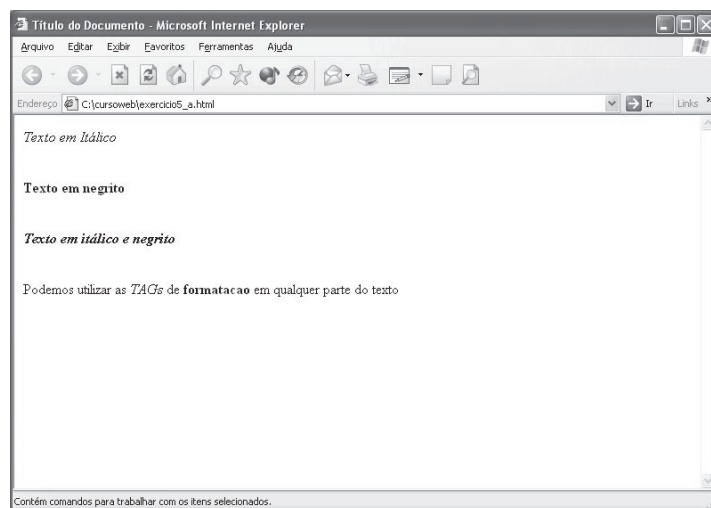 Título do Documento - Microsoft Internet Explorer
Arquivo Editar Exibir Favoritos Ferramentas Ajuda
Endereço C:\cursoweb\exercicio5_a.html Ir Links »
Texto em Itálico
Texto em negrito
Texto em itálico e negrito
Podemos utilizar as TAGs de formatacao em qualquer parte do texto
Contém comandos para trabalhar com os itens selecionados.